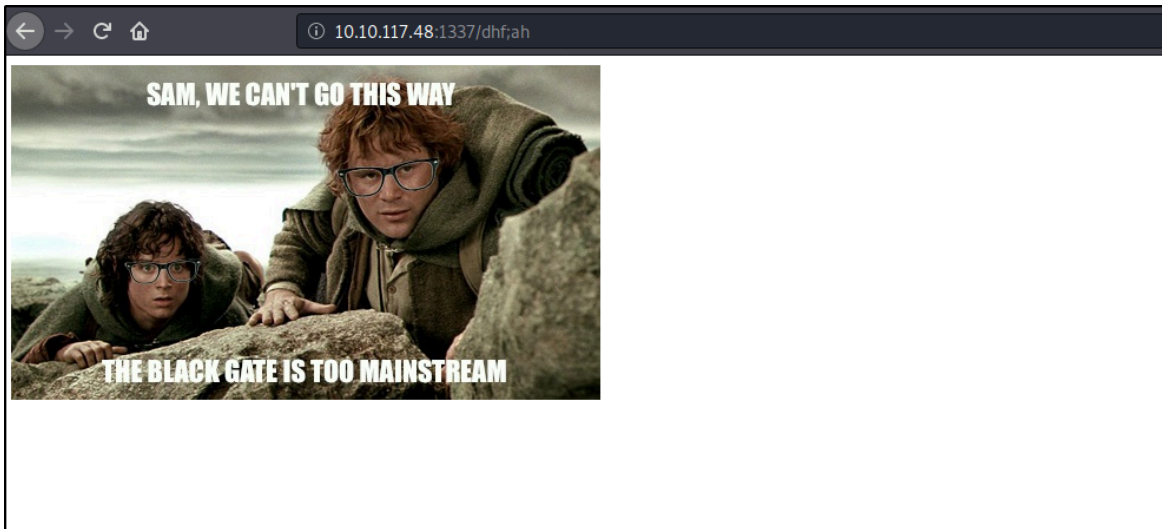 10.10.117.48:1337/dhf;ah
SAM, WE CAN'T GO THIS WAY
THE BLACK GATE IS TOO MAINSTREAM